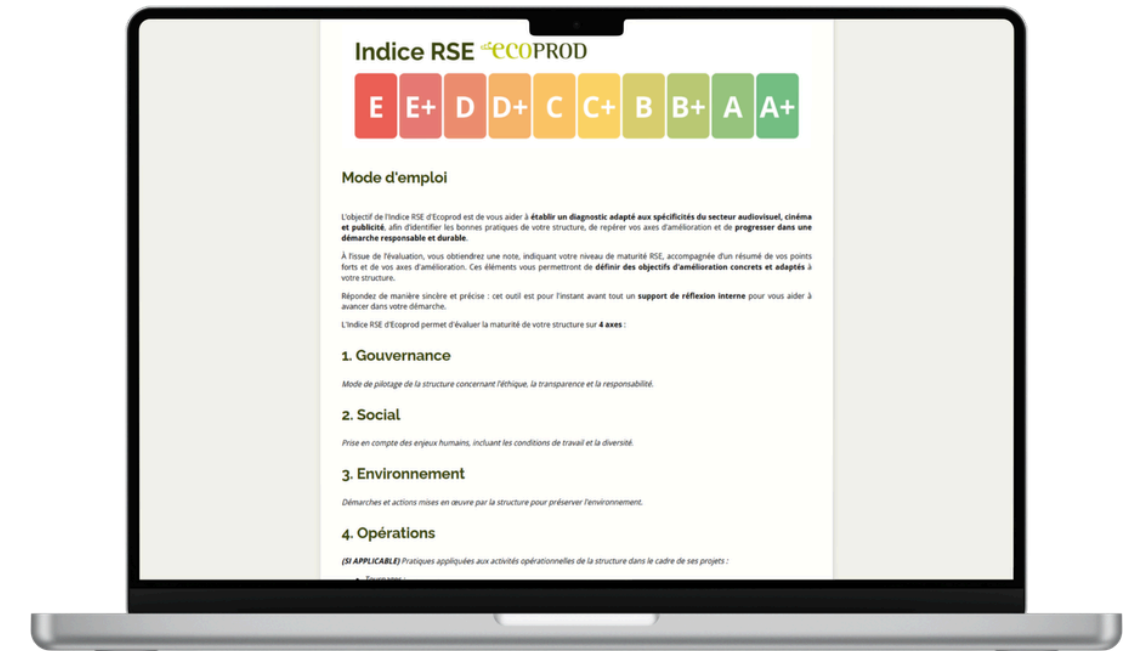 Indice RSE ecoPROD
E E+ D D+ C C+ B B+ A A+
Mode d'emploi
L'objectif de l'Indice RSE d'Ecoprod est de vous aider à établir un diagnostic adapté aux spécificités du secteur audiovisuel, cinéma
et publicité, afin d'identifier les bonnes pratiques de votre structure, de repérer vos axes d'amélioration et de progresser dans une
démarche responsable et durable.
À l'issue de l'évaluation, vous obtiendrez une note, indiquant votre niveau de maturité RSE, accompagnée d'un résumé de vos points
forts et de vos axes d'amélioration. Ces éléments vous permettront de définir des objectifs d'amélioration concrets et adaptés à
votre structure.
Répondez de manière sincère et précise : cet outil est pour l'instant avant tout un support de réflexion interne pour vous aider à
avancer dans votre démarche.
L'Indice RSE d'Ecoprod permet d'évaluer la maturité de votre structure sur 4 axes :
1. Gouvernance
Mode de pilotage de la structure concernant l'éthique, la transparence et la responsabilité.
2. Social
Prise en compte des enjeux humains, incluant les conditions de travail et la diversité.
3. Environnement
Démarches et actions mises en œuvre par la structure pour préserver l'environnement.
4. Opérations
(SI APPLICABLE) Pratiques appliquées aux activités opérationnelles de la structure dans le cadre de ses projets :